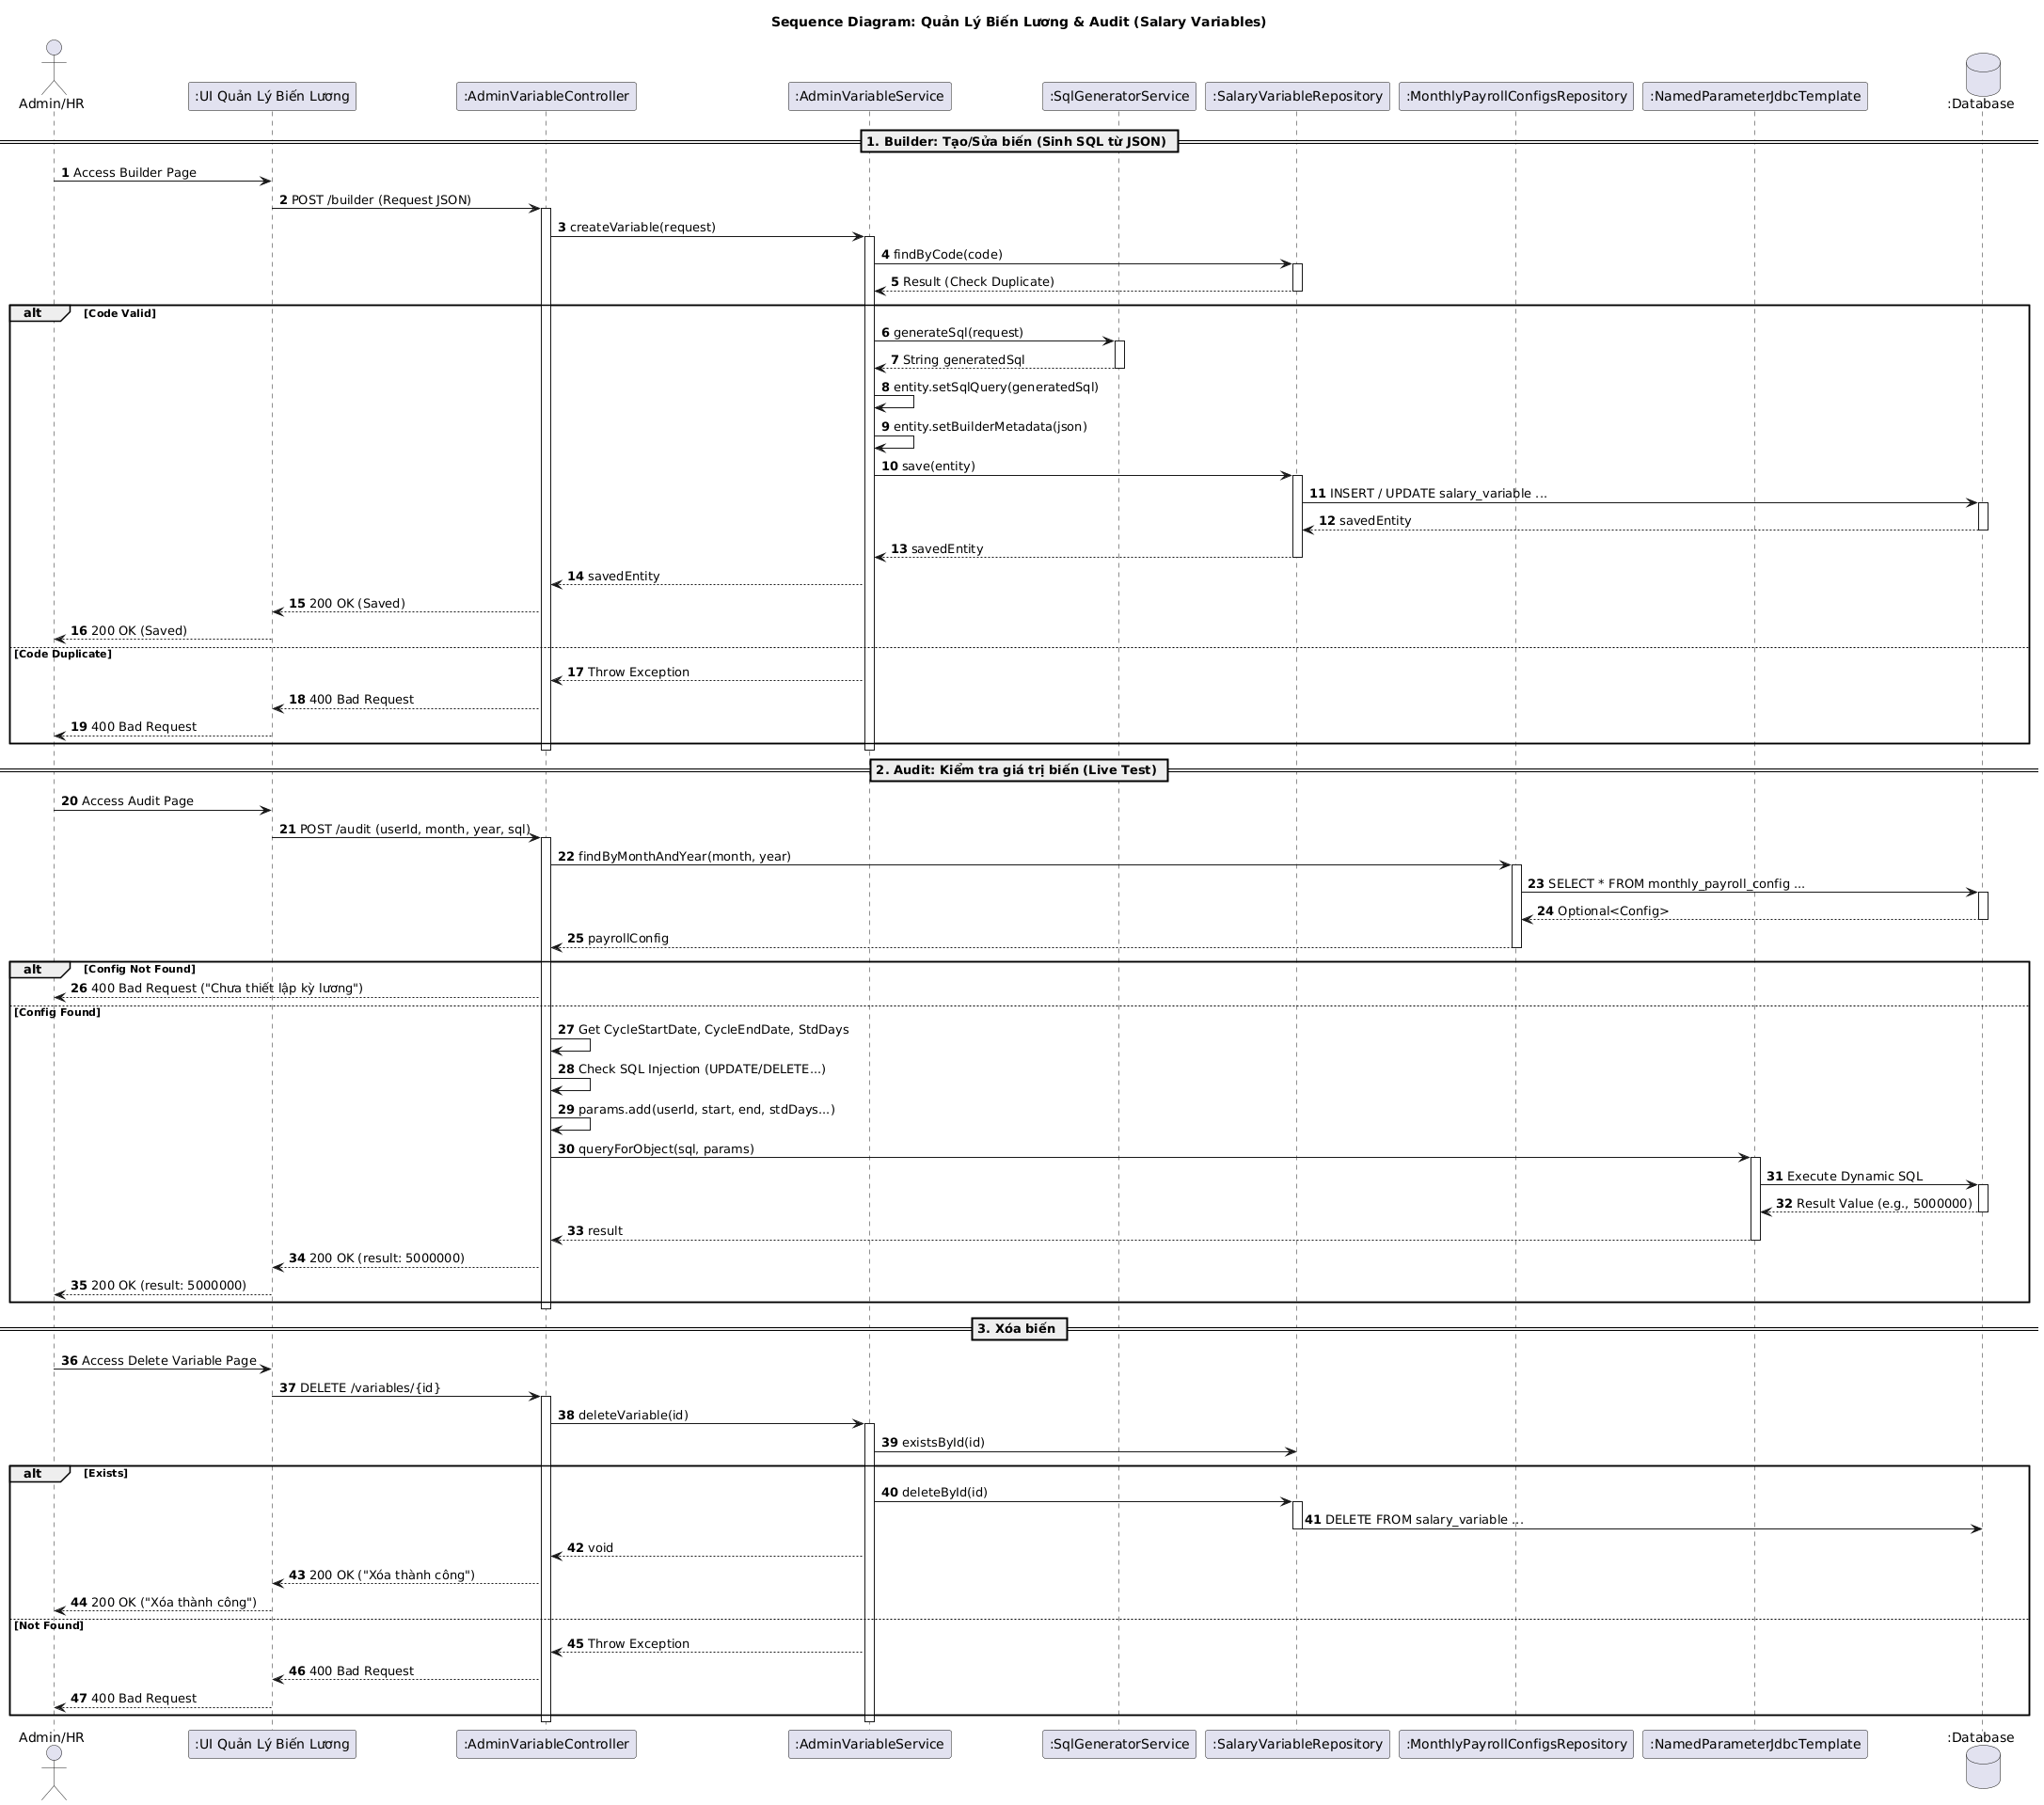 Sequence Diagram: Quản Lý Biến Lương & Audit (Salary Variables)
Admin/HR
:UI Quản Lý Biến Lương
:AdminVariableController
:AdminVariableService
:SqlGeneratorService
:SalaryVariableRepository
:MonthlyPayrollConfigsRepository
:NamedParameterJdbcTemplate
:Database
1. Builder: Tạo/Sửa biến (Sinh SQL từ JSON)
1 Access Builder Page
2 POST /builder (Request JSON)
3 createVariable(request)
4 findByCode(code)
5 Result (Check Duplicate)
alt [Code Valid]
6 generateSql(request)
7 String generatedSql
8 entity.setSqlQuery(generatedSql)
9 entity.setBuilderMetadata(json)
10 save(entity)
11 INSERT / UPDATE salary_variable ...
12 savedEntity
13 savedEntity
14 savedEntity
15 200 OK (Saved)
16 200 OK (Saved)
[Code Duplicate]
17 Throw Exception
18 400 Bad Request
19 400 Bad Request
2. Audit: Kiểm tra giá trị biến (Live Test)
20 Access Audit Page
21 POST /audit (userId, month, year, sql)
22 findByMonthAndYear(month, year)
23 SELECT * FROM monthly_payroll_config ...
24 Optional<Config>
25 payrollConfig
alt [Config Not Found]
26 400 Bad Request ("Chưa thiết lập kỳ lương")
[Config Found]
27 Get CycleStartDate, CycleEndDate, StdDays
28 Check SQL Injection (UPDATE/DELETE...)
29 params.add(userId, start, end, stdDays...)
30 queryForObject(sql, params)
31 Execute Dynamic SQL
32 Result Value (e.g., 5000000)
33 result
34 200 OK (result: 5000000)
35 200 OK (result: 5000000)
3. Xóa biến
36 Access Delete Variable Page
37 DELETE /variables/{id}
38 deleteVariable(id)
39 existsById(id)
alt [Exists]
40 deleteById(id)
41 DELETE FROM salary_variable ...
42 void
43 200 OK ("Xóa thành công")
44 200 OK ("Xóa thành công")
[Not Found]
45 Throw Exception
46 400 Bad Request
47 400 Bad Request
Admin/HR
:UI Quản Lý Biến Lương
:AdminVariableController
:AdminVariableService
:SqlGeneratorService
:SalaryVariableRepository
:MonthlyPayrollConfigsRepository
:NamedParameterJdbcTemplate
:Database